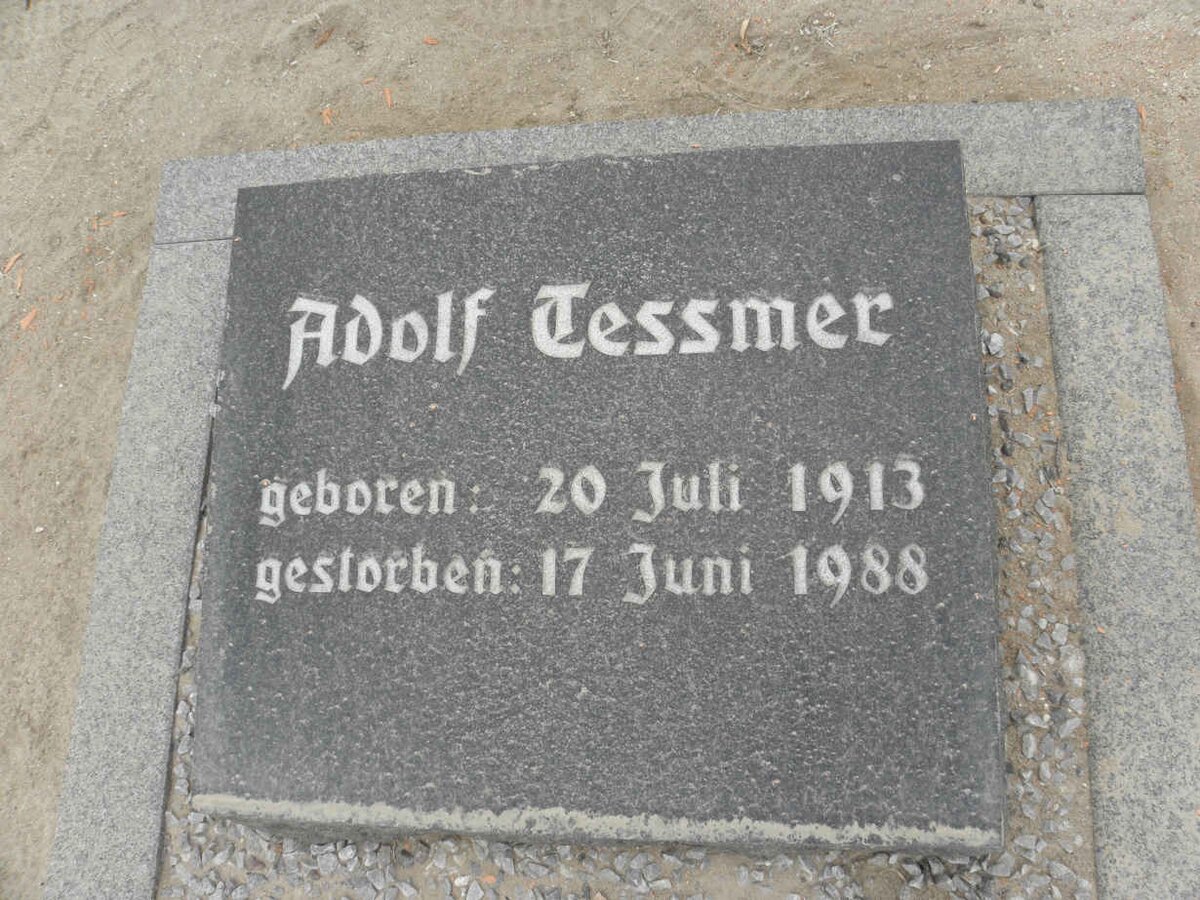 Adolf Tessmer
geboren: 20 Juli 1913
gestorben: 17 Juni 1988